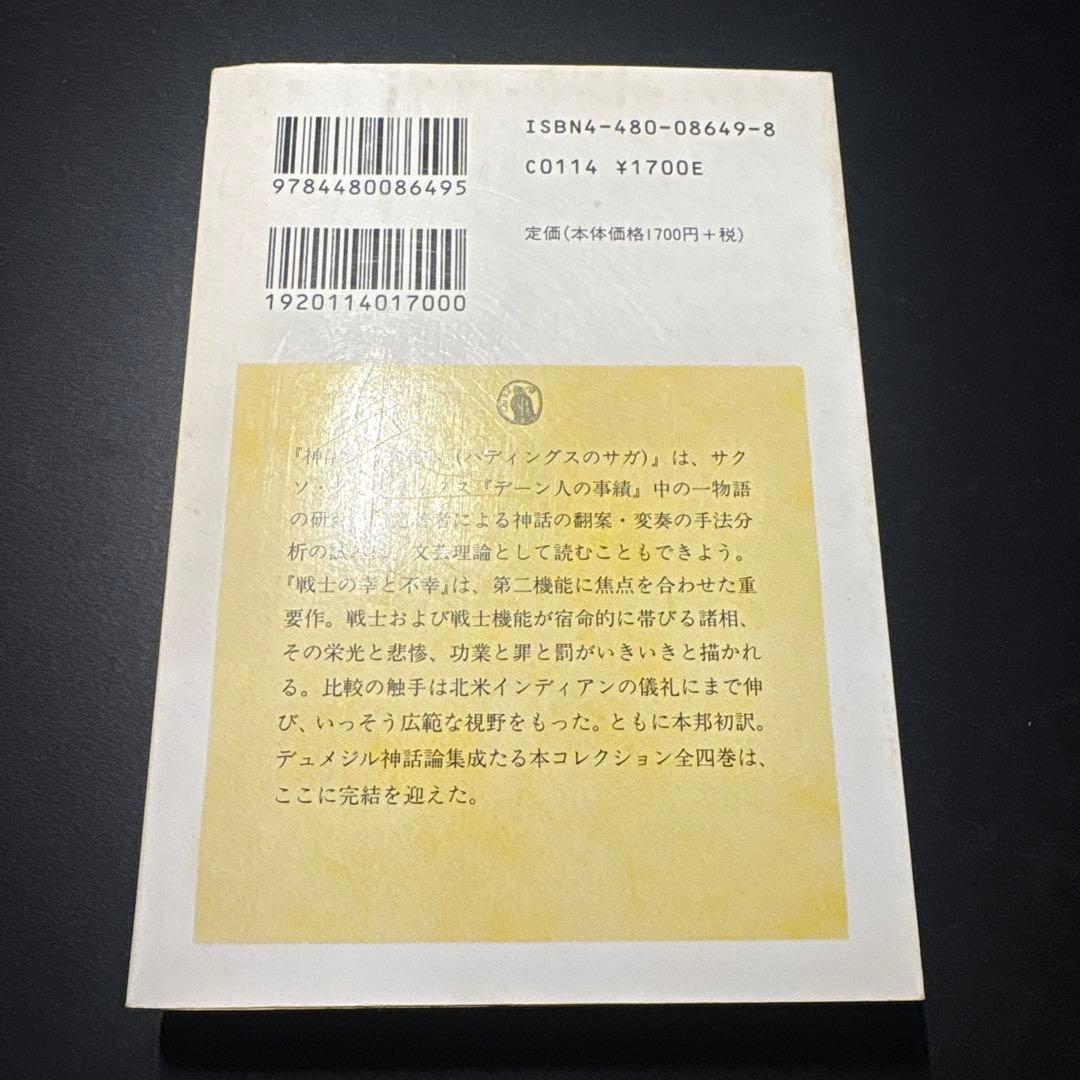 9784480086495
ISBN4-480-08649-8
C0114 ¥1700E
1920114017000
定価(本体価格1700円+税)
『神話 (ハディングスのサガ)』は、サク
ソ・ 『デーン人の事績』中の一物語
の研 者による神話の翻案・変奏の手法分
析の試 文芸理論として読むこともできよう。
『戦士の幸と不幸』は、第二機能に焦点を合わせた重
要作。戦士および戦士機能が宿命的に帯びる諸相、
その栄光と悲惨、功業と罪と罰がいきいきと描かれ
る。比較の触手は北米インディアンの儀礼にまで伸
び、いっそう広範な視野をもった。ともに本邦初訳。
デュメジル神話論集成たる本コレクション全四巻は、
ここに完結を迎えた。